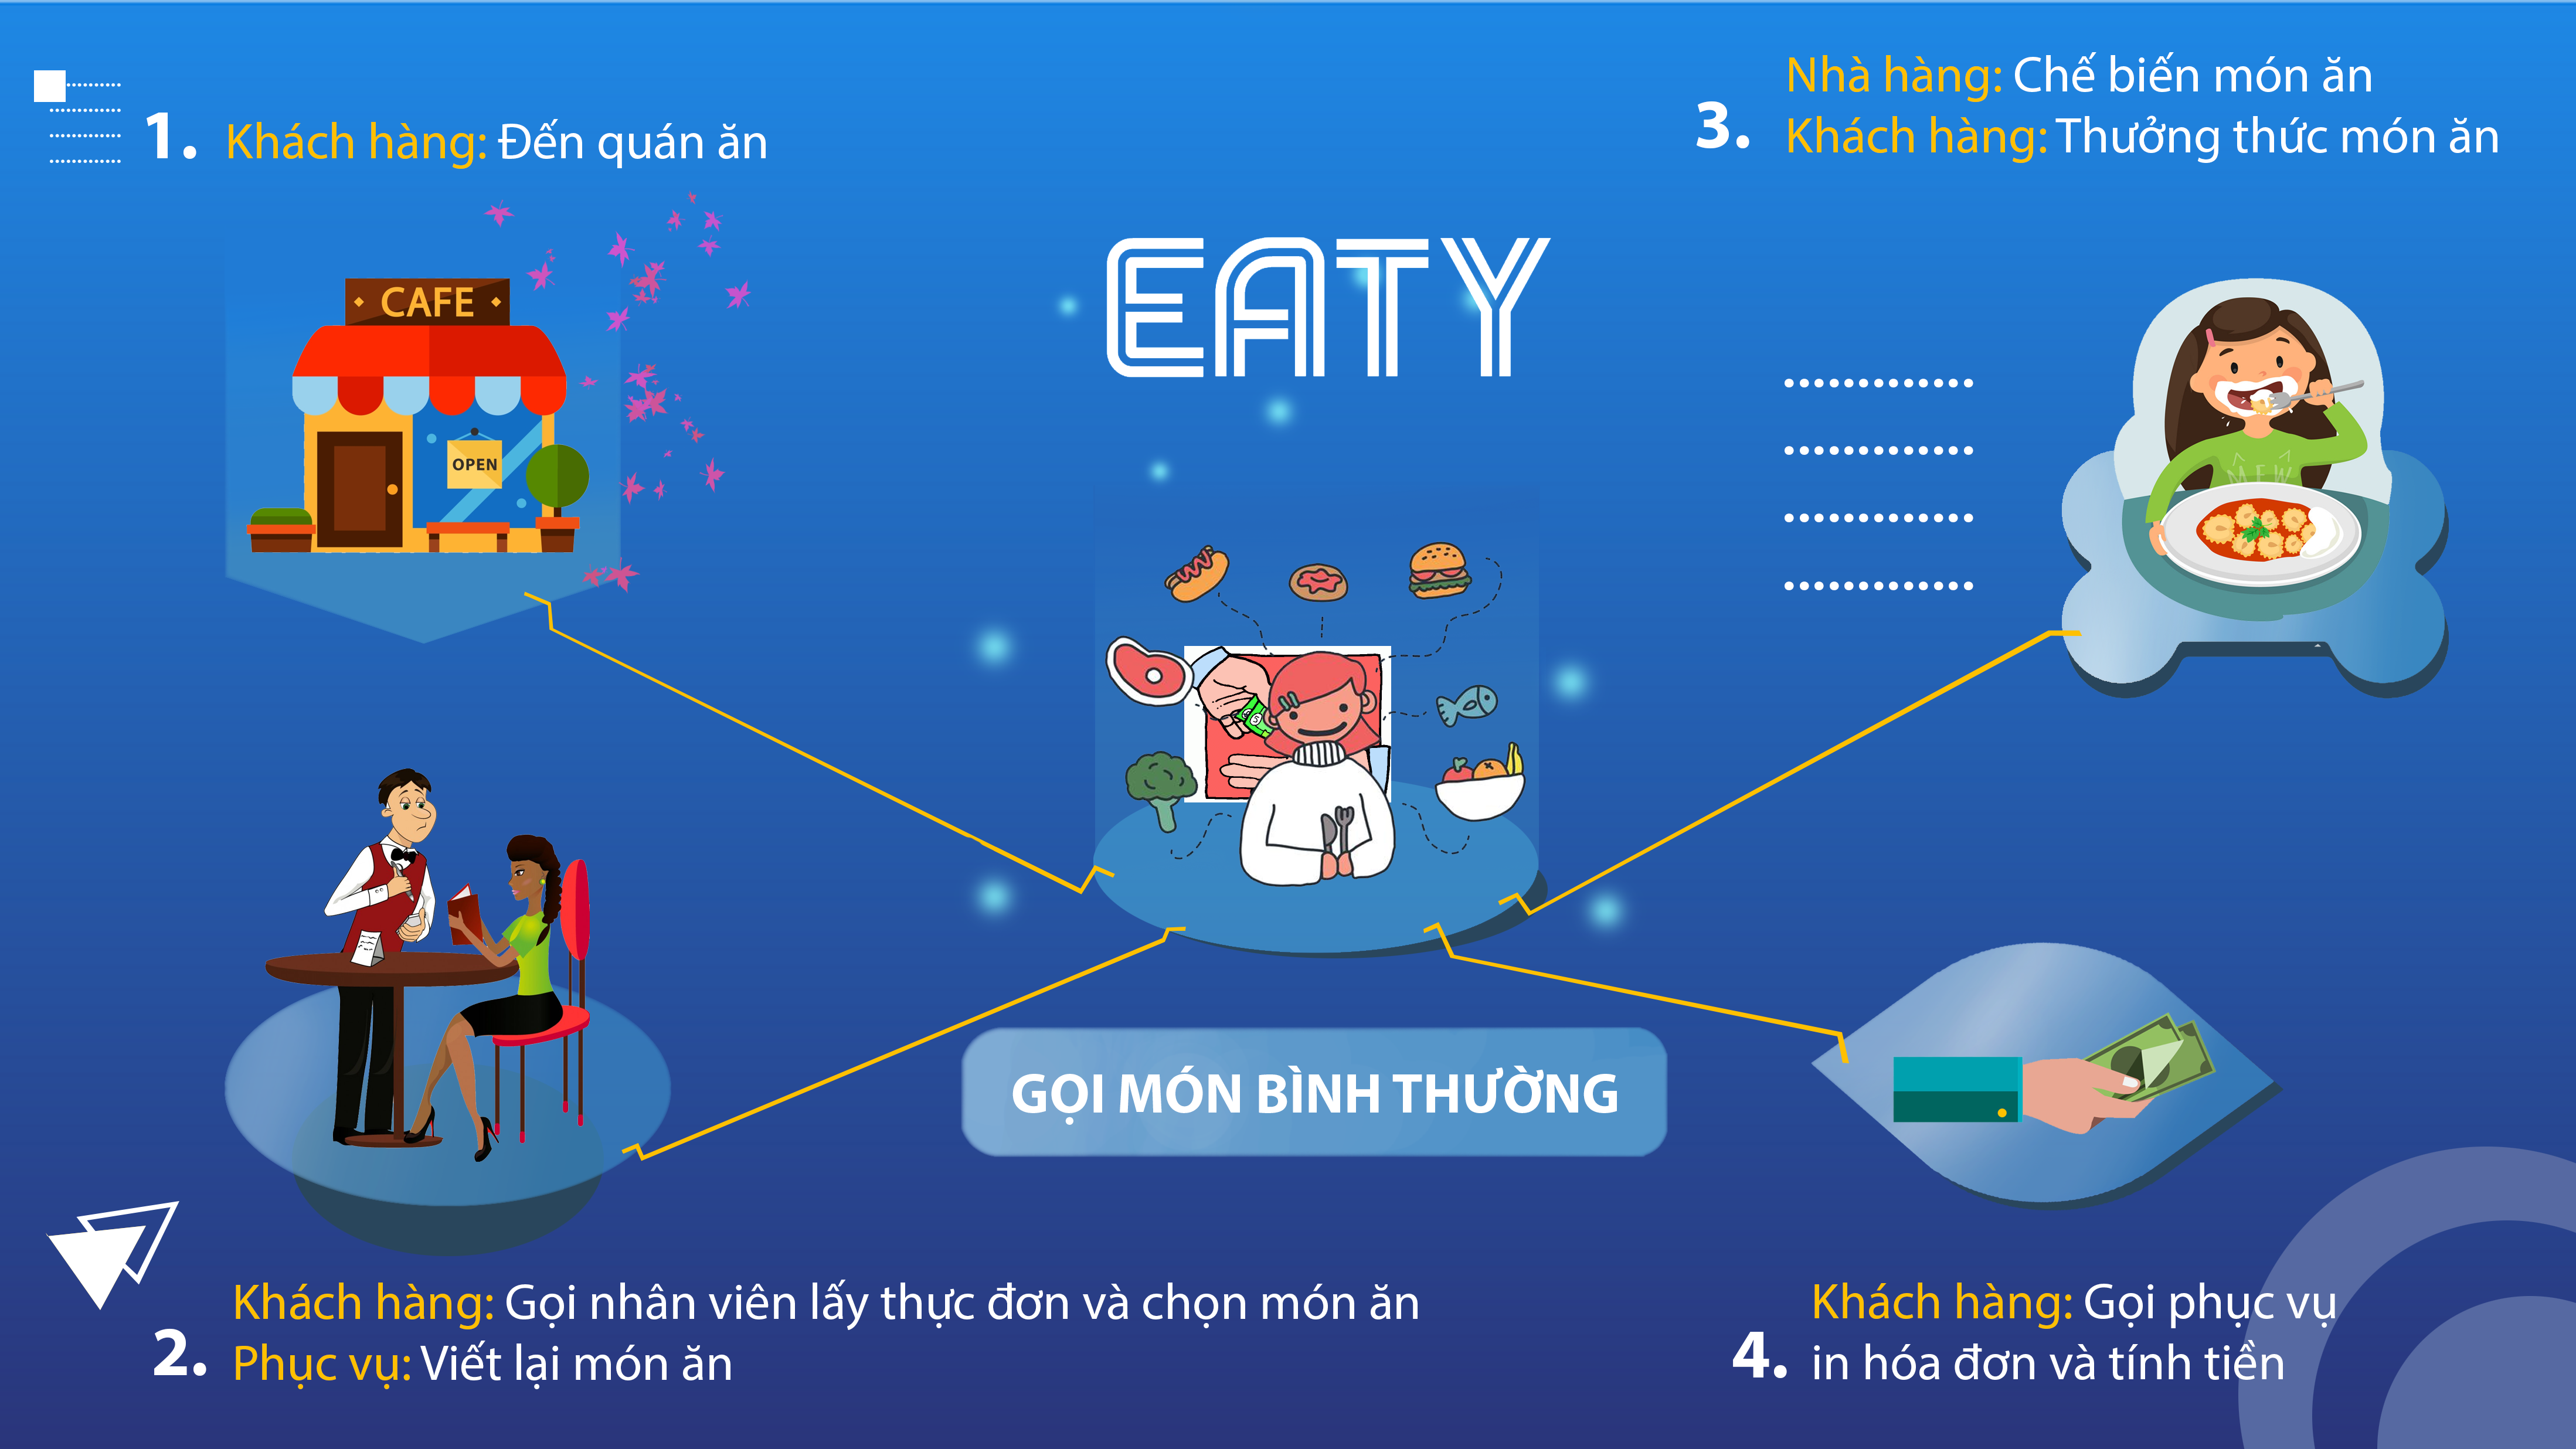 1. Khách hàng: Đến quán ăn
CAFE
OPEN
2. Khách hàng: Gọi nhân viên lấy thực đơn và chọn món ăn
Phục vụ: Viết lại món ăn
EATY
GỌI MÓN BÌNH THƯỜNG
3. Nhà hàng: Chế biến món ăn
Khách hàng: Thưởng thức món ăn
MEW
4. Khách hàng: Gọi phục vụ
in hóa đơn và tính tiền